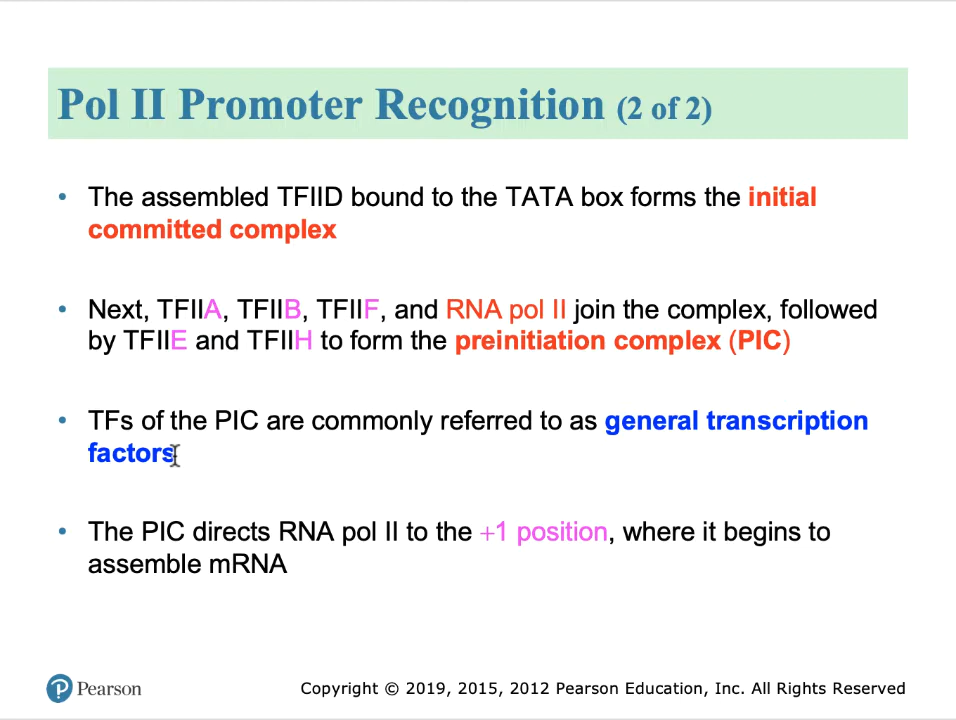 Pol II Promoter Recognition (2 of 2)
• The assembled TFIID bound to the TATA box forms the initial
committed complex
• Next, TFIIA, TFIIB, TFIIF, and RNA pol II join the complex, followed
by TFIIE and TFIIH to form the preinitiation complex (PIC)
• TFs of the PIC are commonly referred to as general transcription
factors
• The PIC directs RNA pol II to the +1 position, where it begins to
assemble mRNA
P Pearson
Copyright © 2019, 2015, 2012 Pearson Education, Inc. All Rights Reserved